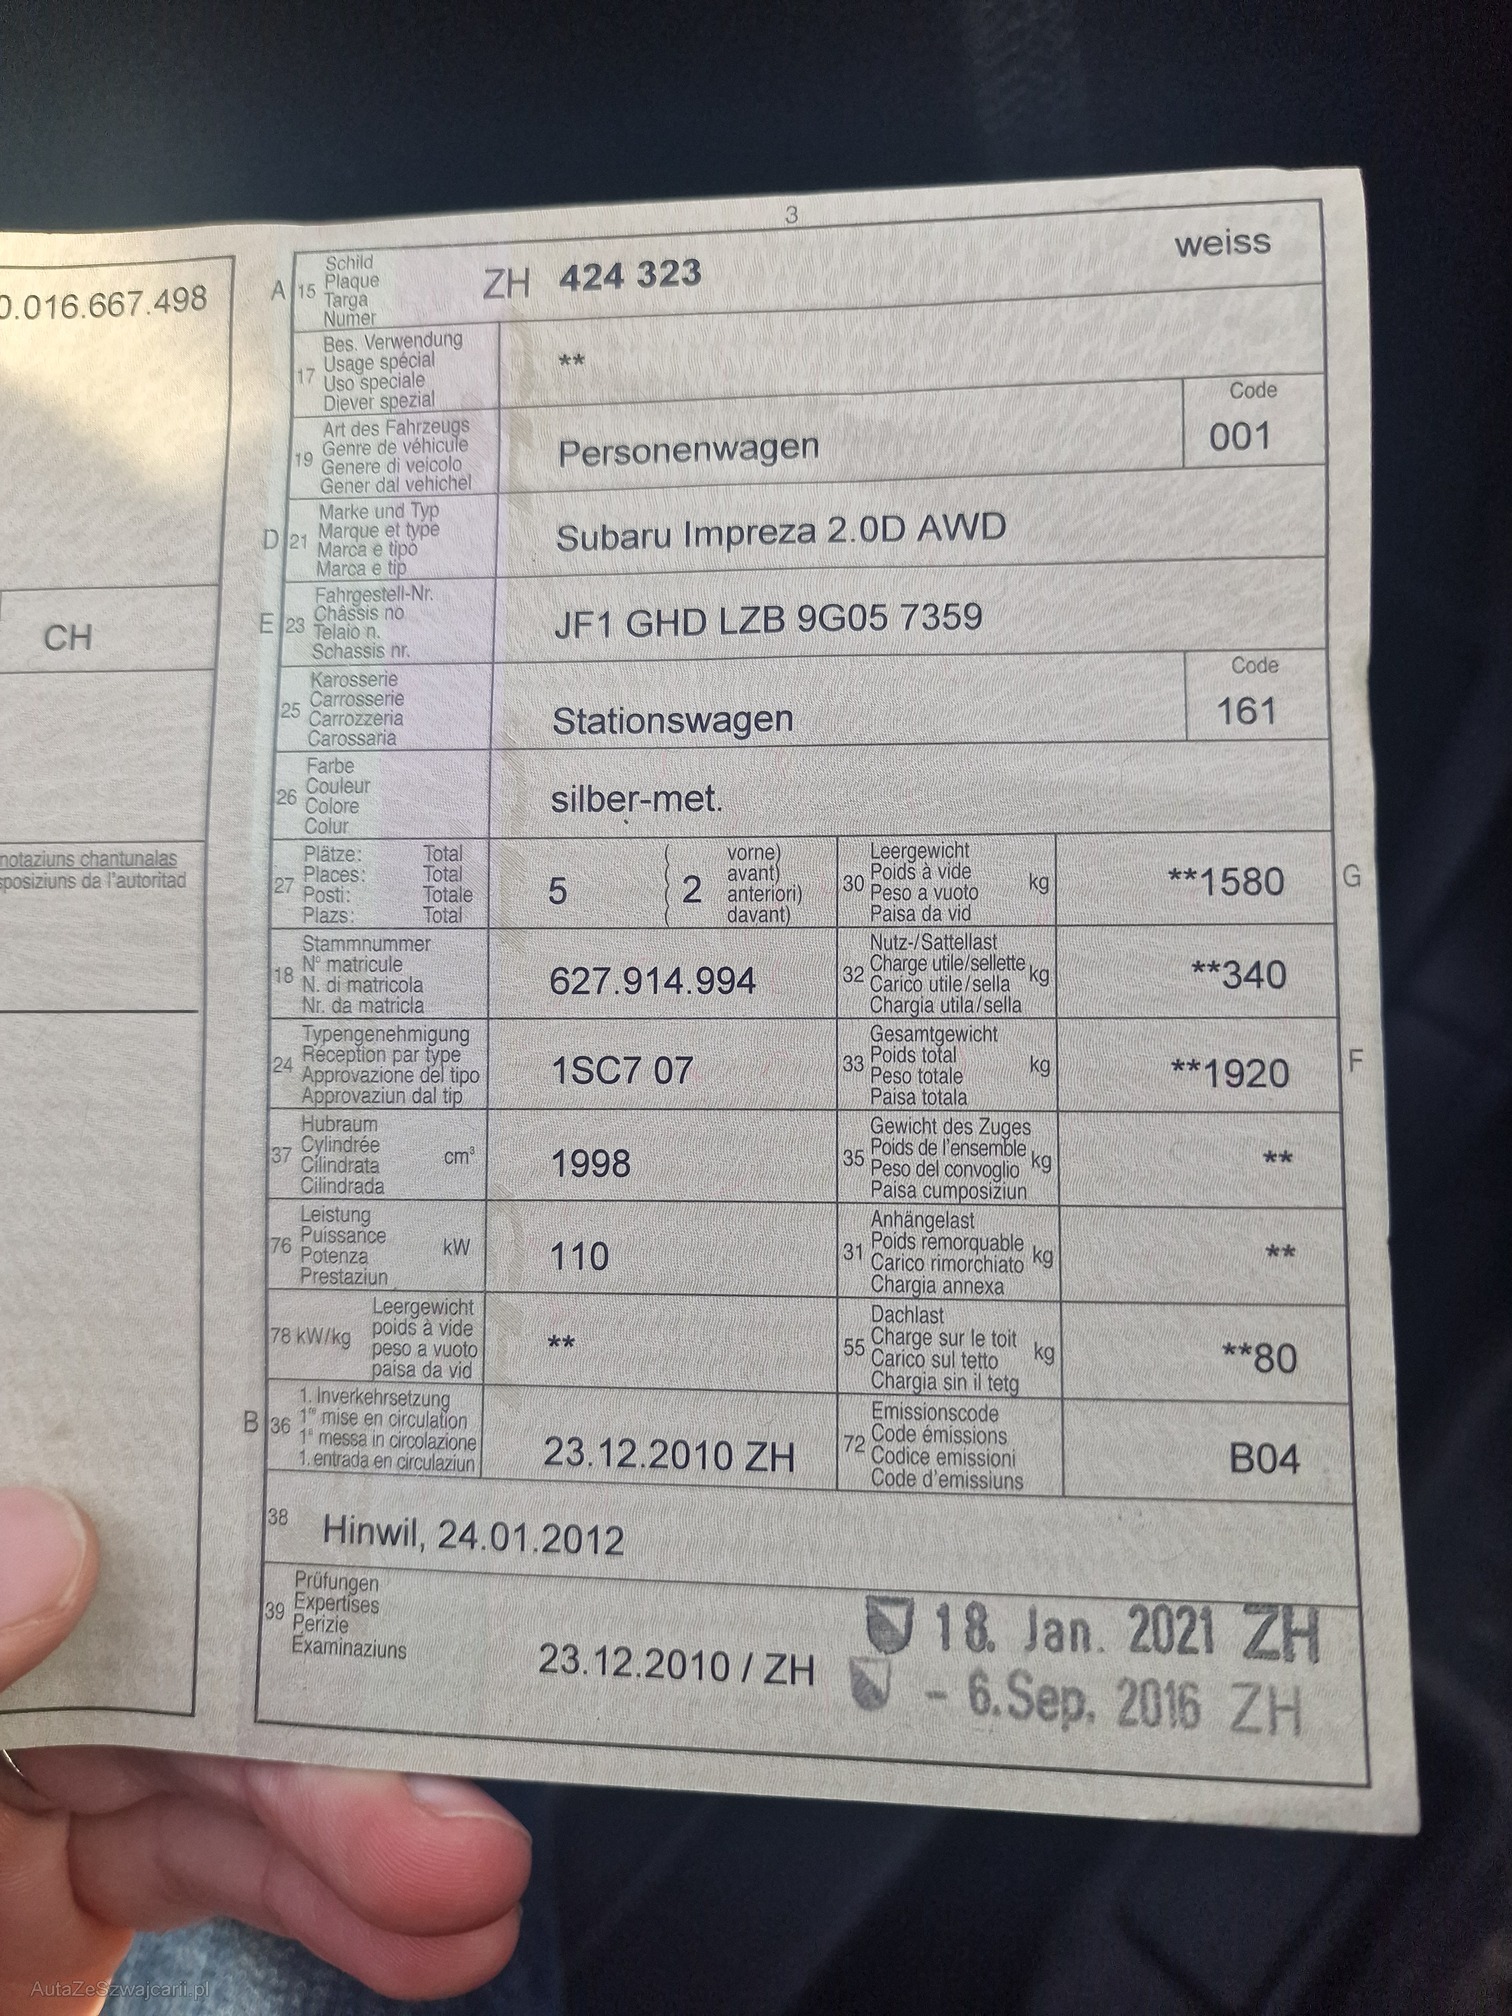 3
0.016.667.498
CH
notaziuns chantunalas
sposiziuns da l'autoritad
A 15 Schild
Plaque
Targa
Numer
ZH 424 323 weiss
17 Bes. Verwendung
Usage spécial
Uso speciale
Diever spezial
**
19 Art des Fahrzeugs
Genre de véhicule
Genere di veicolo
Gener dal vehichel
Personenwagen
Code
001
D 21 Marke und Typ
Marque et type
Marca e tipo
Marca e tip
Subaru Impreza 2.0D AWD
E 23 Fahrgestell-Nr.
Châssis no
Telaio n.
Schassis nr.
JF1 GHD LZB 9G05 7359
25 Karosserie
Carrosserie
Carrozzeria
Carossaria
Stationswagen
Code
161
26 Farbe
Couleur
Colore
Colur
silber-met.
27 Plätze: Total
Places: Total
Posti: Totale
Plazs: Total
5 ( 2 vorne)
( avant)
( anteriori)
( davant)
30 Leergewicht
Poids à vide
Peso a vuoto
Paisa da vid
kg
**1580
G
18 Stammnummer
N° matricule
N. di matricola
Nr. da matricla
627.914.994
32 Nutz-/Sattellast
Charge utile/sellette
Carico utile/sella
Chargia utila/sella
kg
**340
24 Typengenehmigung
Réception par type
Approvazione del tipo
Approvaziun dal tip
1SC7 07
33 Gesamtgewicht
Poids total
Peso totale
Paisa totala
kg
**1920
F
37 Hubraum
Cylindrée
Cilindrata
Cilindrada
cm³
1998
35 Gewicht des Zuges
Poids de l'ensemble
Peso del convoglio
Paisa cumposiziun
kg
**
76 Leistung
Puissance
Potenza
Prestaziun
kW
110
31 Anhängelast
Poids remorquable
Carico rimorchiato
Chargia annexa
kg
**
78 kW/kg Leergewicht
poids à vide
peso a vuoto
paisa da vid
**
55 Dachlast
Charge sur le toit
Carico sul tetto
Chargia sin il tetg
kg
**80
B 36 1. Inverkehrsetzung
1re mise en circulation
1a messa in circolazione
1. entrada en circulaziun
23.12.2010 ZH
72 Emissionscode
Code émissions
Codice emissioni
Code d'emissiuns
B04
38 Hinwil, 24.01.2012
39 Prüfungen
Expertises
Perizie
Examinaziuns
23.12.2010 / ZH
18. Jan. 2021 ZH
- 6. Sep. 2016 ZH
AutaZeSzwajcarii.pl